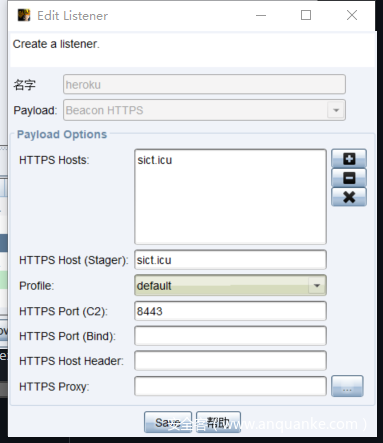 Edit Listener
Create a listener.
名字 heroku
Payload: Beacon HTTPS
Payload Options
HTTPS Hosts: sict.icu
HTTPS Host (Stager): sict.icu
Profile: default
HTTPS Port (C2): 8443
HTTPS Port (Bind):
HTTPS Host Header:
HTTPS Proxy: ...
Save 帮助
安全客 ( www.anquanke.com )